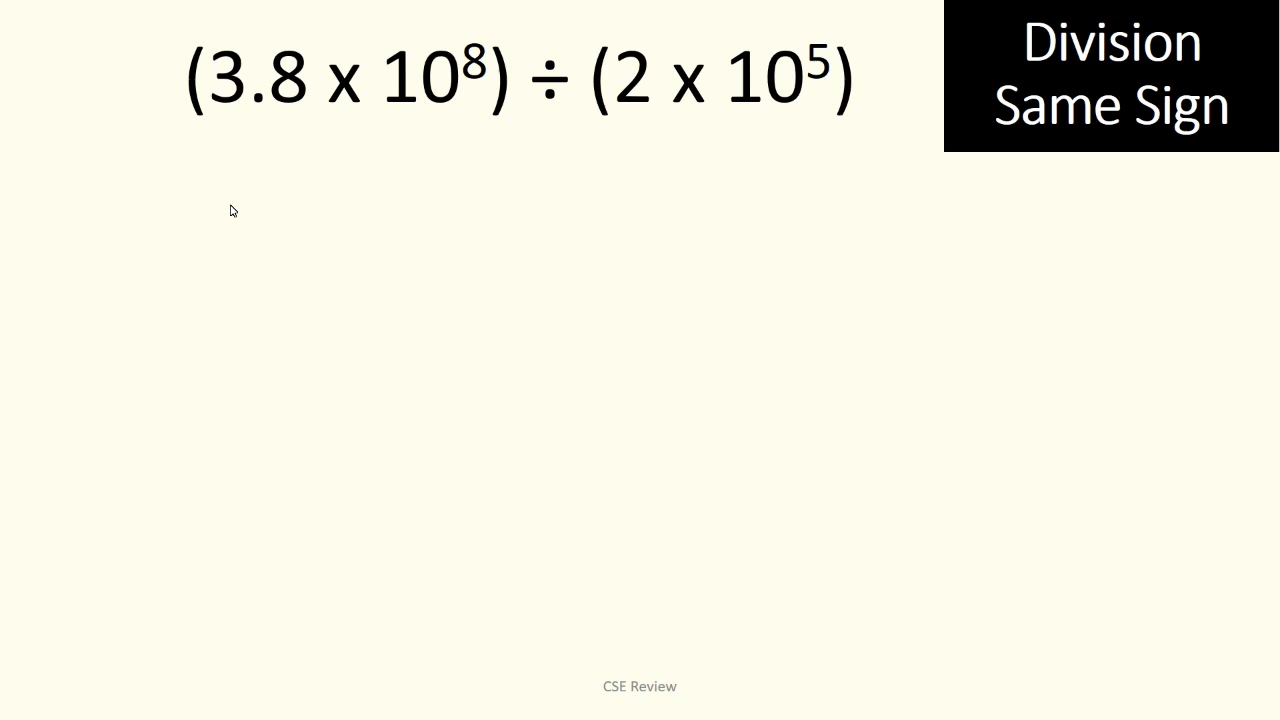 (3.8 x 10⁸) ÷ (2 x 10⁵)
Division
Same Sign
CSE Review